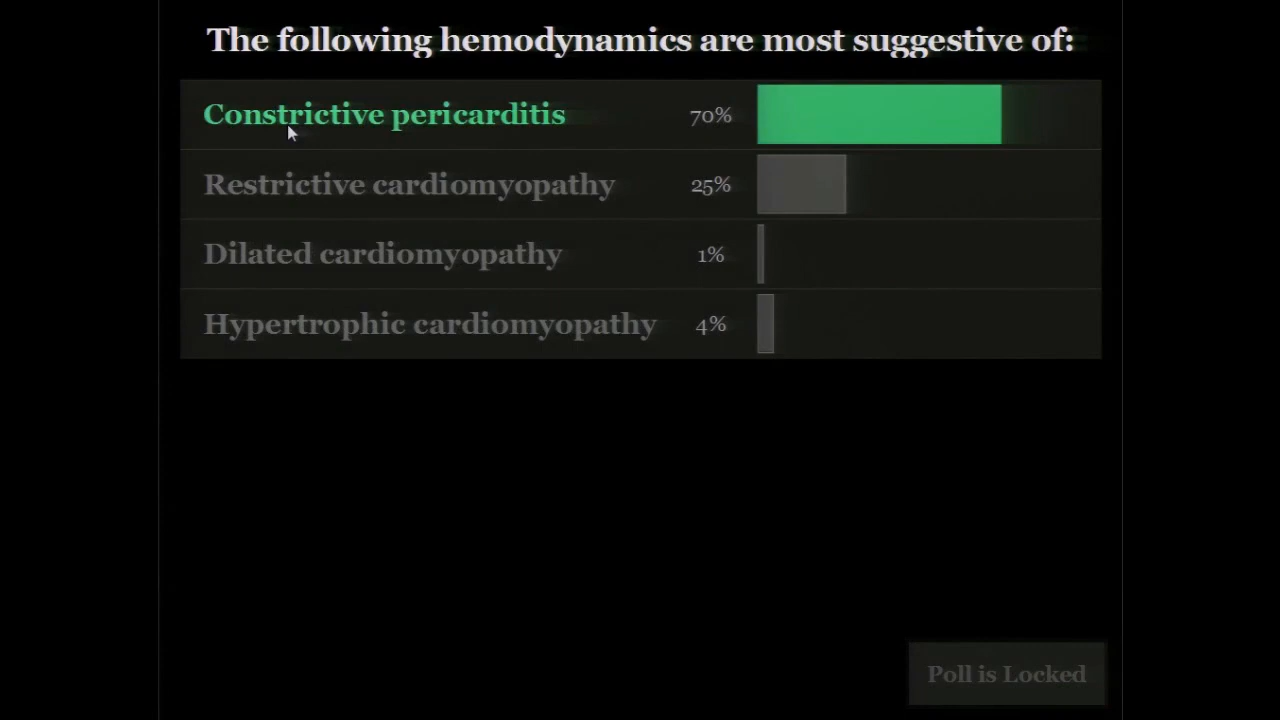 The following hemodynamics are most suggestive of:
Constrictive pericarditis 70%
Restrictive cardiomyopathy 25%
Dilated cardiomyopathy 1%
Hypertrophic cardiomyopathy 4%
Poll is Locked